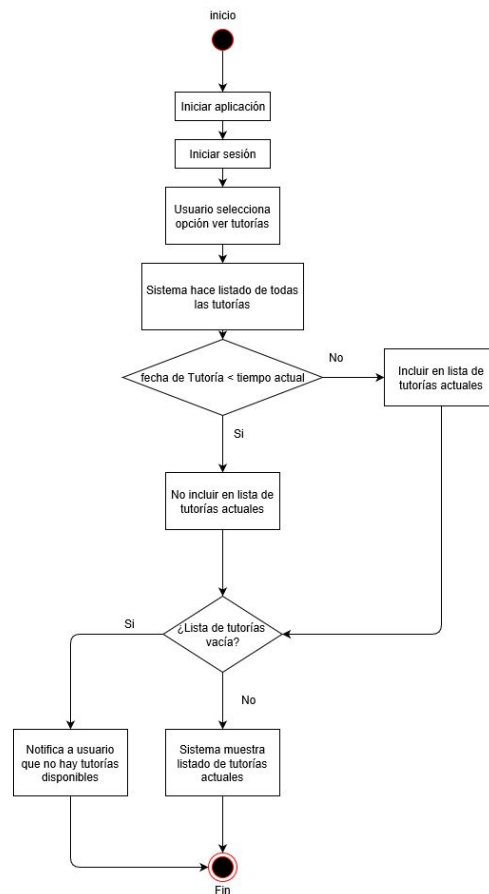 inicio
Iniciar aplicación
Iniciar sesión
Usuario selecciona
opción ver tutorías
Sistema hace listado de todas
las tutorías
fecha de Tutoría < tiempo actual
No
Incluir en lista de
tutorías actuales
Si
No incluir en lista de
tutorías actuales
¿Lista de tutorías
vacía?
Si
No
Notifica a usuario
que no hay tutorías
disponibles
Sistema muestra
listado de tutorías
actuales
Fin